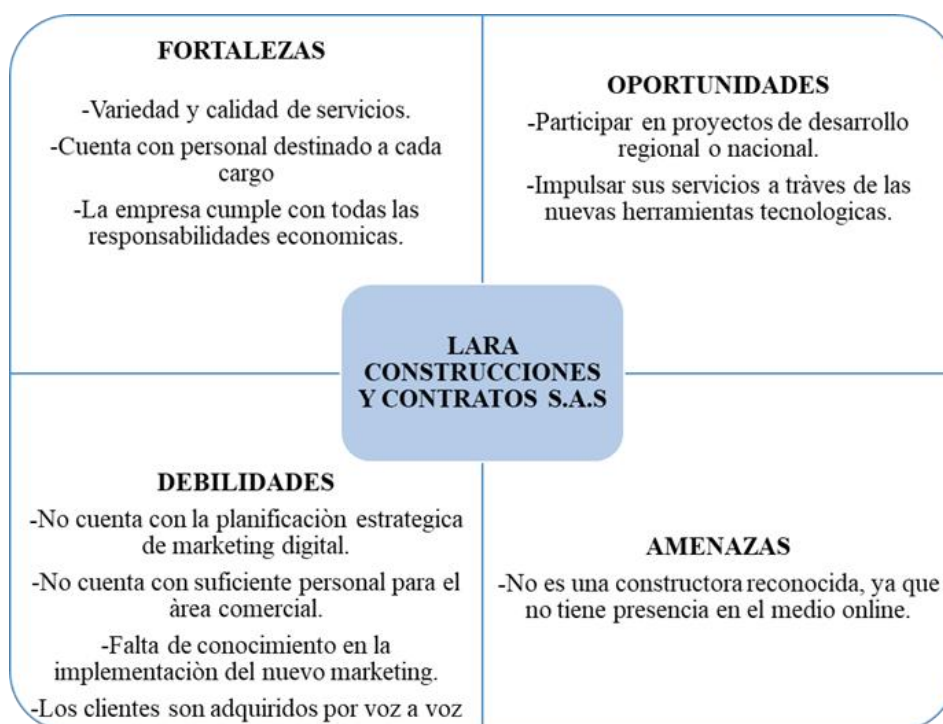 FORTALEZAS
-Variedad y calidad de servicios.
-Cuenta con personal destinado a cada
cargo
-La empresa cumple con todas las
responsabilidades economicas.
OPORTUNIDADES
-Participar en proyectos de desarrollo
regional o nacional.
-Impulsar sus servicios a tràves de las
nuevas herramientas tecnologicas.
LARA
CONSTRUCCIONES
Y CONTRATOS S.A.S
DEBILIDADES
-No cuenta con la planificaciòn estrategica
de marketing digital.
-No cuenta con suficiente personal para el
àrea comercial.
-Falta de conocimiento en la
implementaciòn del nuevo marketing.
-Los clientes son adquiridos por voz a voz
AMENAZAS
-No es una constructora reconocida, ya que
no tiene presencia en el medio online.